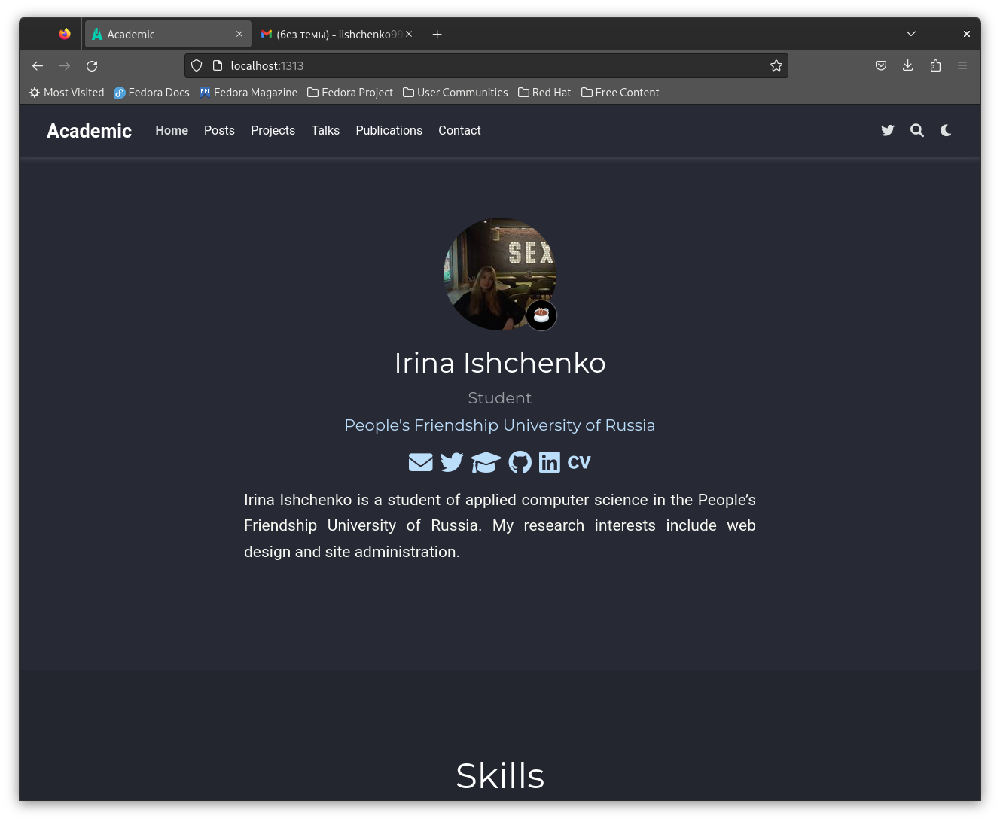 Academic
(без темы) - iishchenko99
localhost:1313
Most Visited Fedora Docs Fedora Magazine Fedora Project User Communities Red Hat Free Content
Academic Home Posts Projects Talks Publications Contact
SEX
Irina Ishchenko
Student
People's Friendship University of Russia
CV
Irina Ishchenko is a student of applied computer science in the People’s
Friendship University of Russia. My research interests include web
design and site administration.
Skills